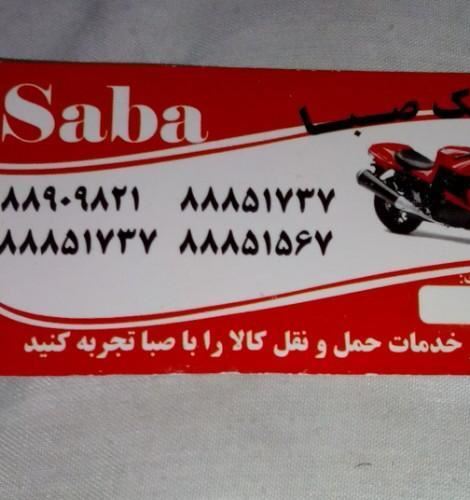 Saba
ک صبا
۸۸۹۰۹۸۲۱ ۸۸۸۵۱۷۳۷
۸۸۸۵۱۷۳۷ ۸۸۸۵۱۵۶۷
خدمات حمل و نقل کالا را با صبا تجربه کنید